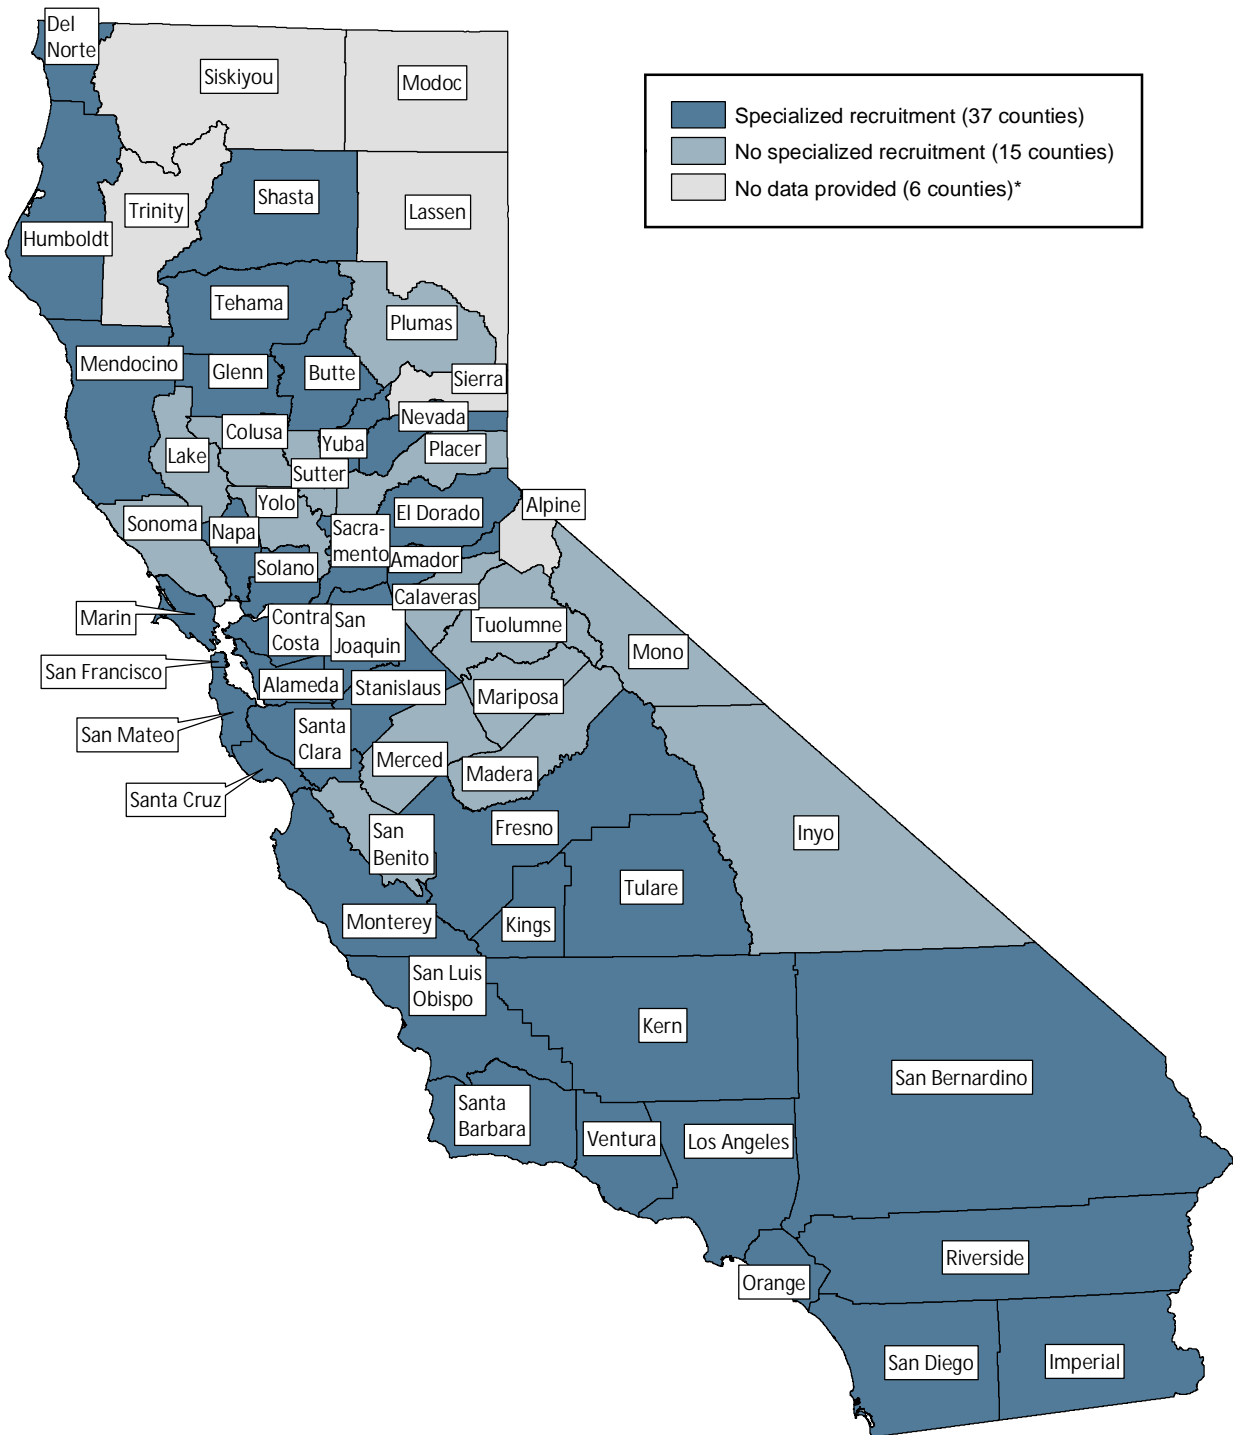 Del
Norte
Siskiyou
Modoc
Specialized recruitment (37 counties)
No specialized recruitment (15 counties)
No data provided (6 counties)*
Shasta
Trinity
Lassen
Humboldt
Tehama
Plumas
Mendocino
Glenn
Butte
Sierra
Nevada
Colusa
Yuba
Placer
Lake
Sutter
Yolo
Alpine
Sonoma
Napa
Sacra-
mento
El Dorado
Solano
Amador
Calaveras
Marin
Contra
Costa
San
Joaquin
Tuolumne
Mono
San Francisco
Alameda
Stanislaus
Mariposa
San Mateo
Santa
Clara
Merced
Madera
Santa Cruz
San
Benito
Fresno
Inyo
Tulare
Monterey
Kings
San Luis
Obispo
Kern
San Bernardino
Santa
Barbara
Ventura
Los Angeles
Riverside
Orange
San Diego
Imperial